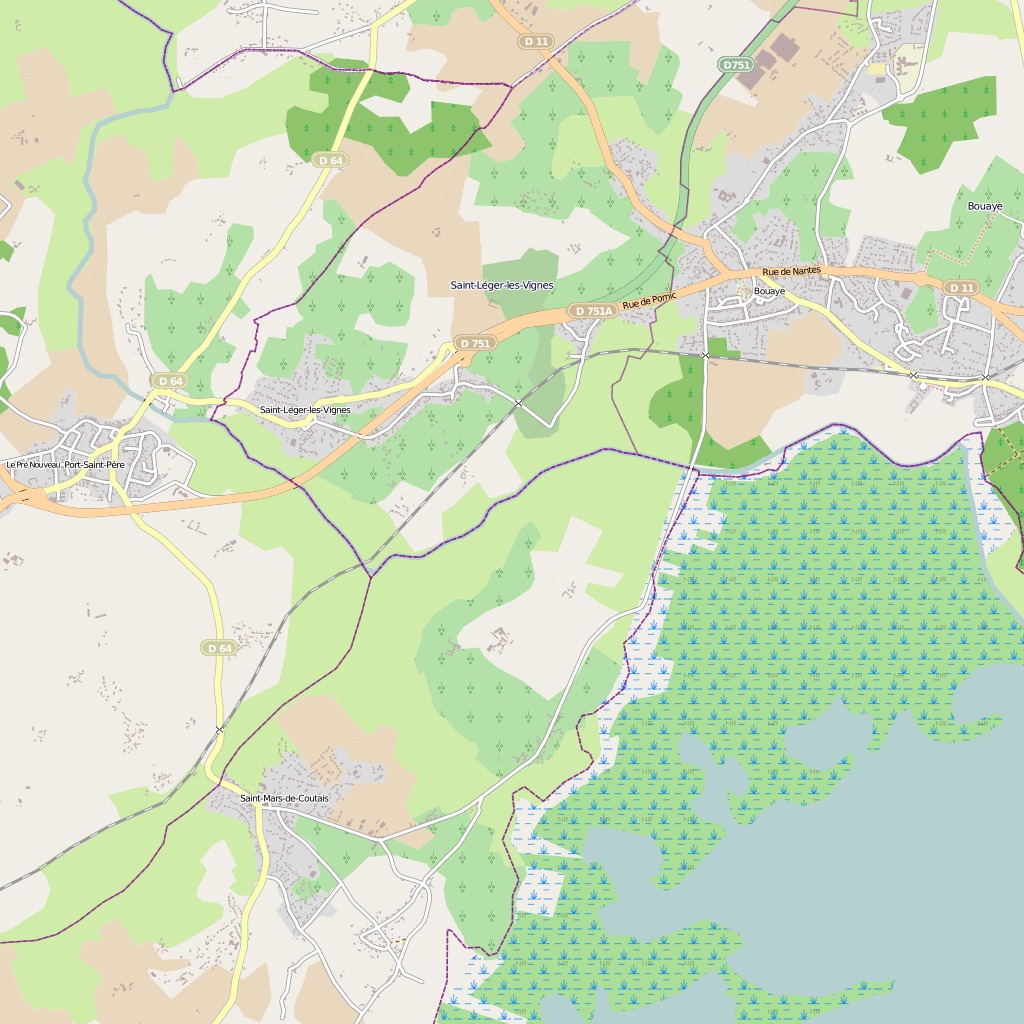 D 11
D751
D 64
Bouaye
Rue de Nantes
Saint-Léger-les-Vignes
Bouaye
D 11
Rue de Pornic
D 751A
D 751
D 64
Saint-Léger-les-Vignes
Le Pré Nouveau
Port-Saint-Père
D 64
Saint-Mars-de-Coutais